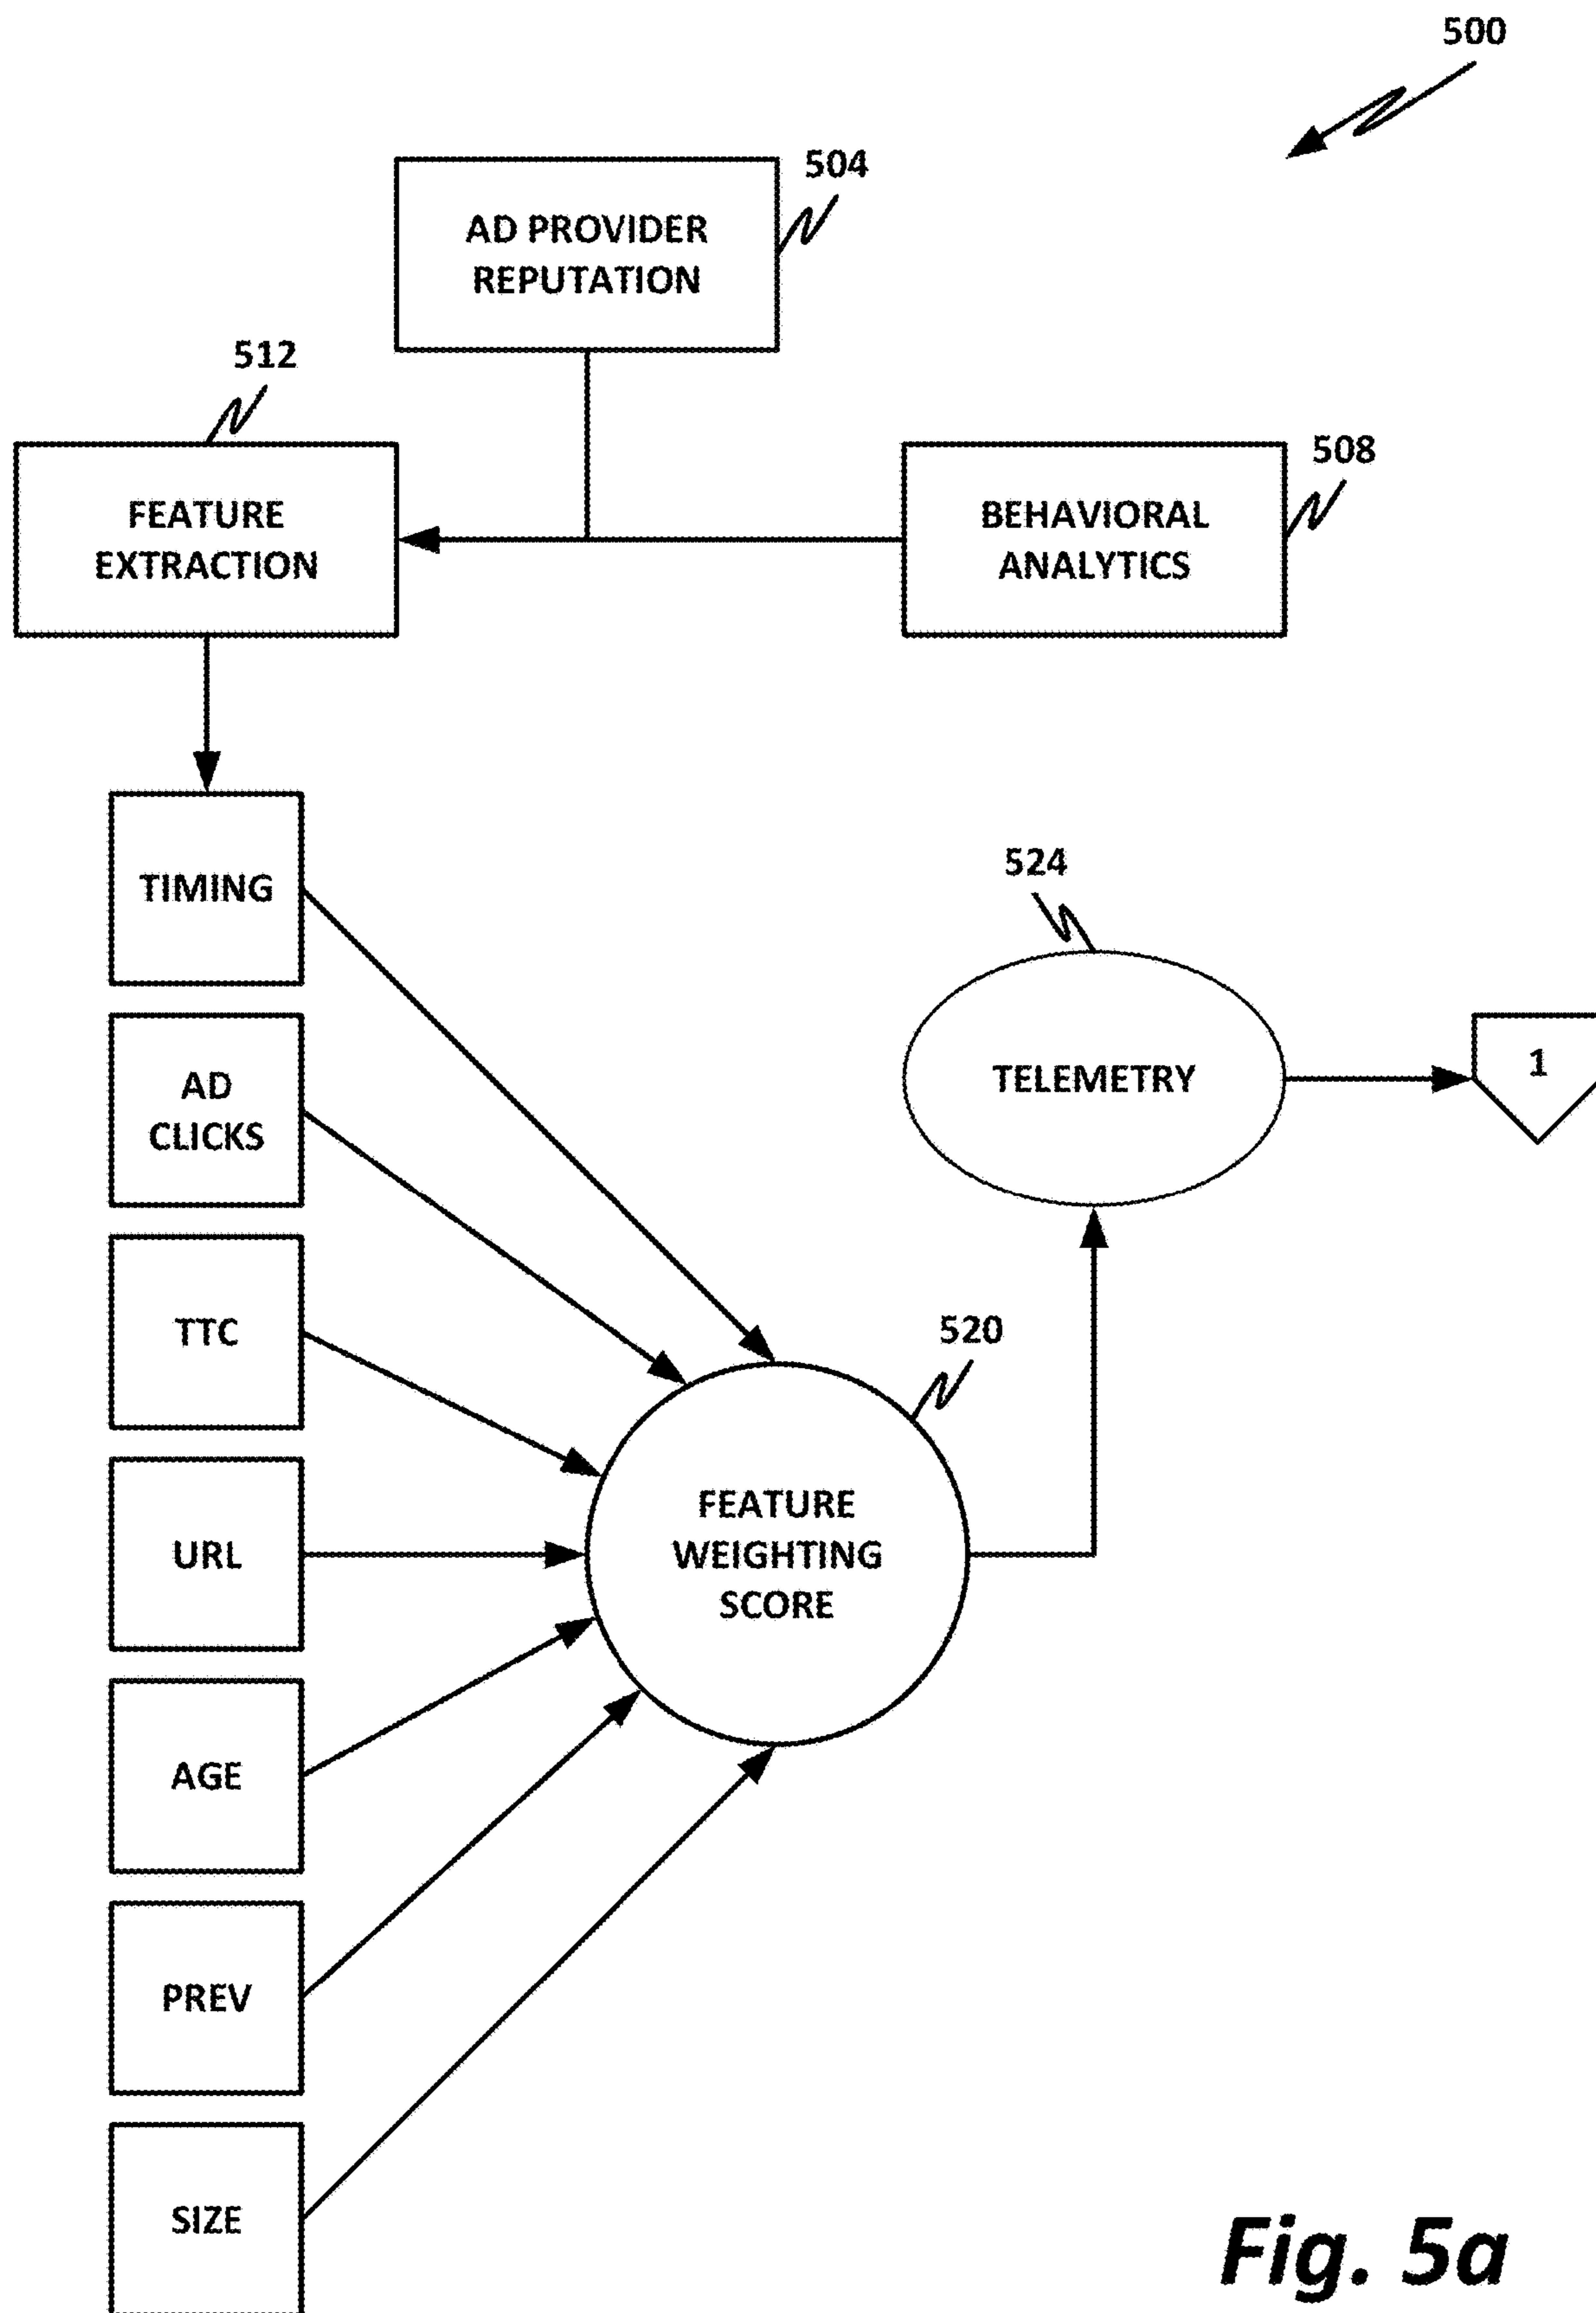 500
504
AD PROVIDER
REPUTATION
512
FEATURE
EXTRACTION
508
BEHAVIORAL
ANALYTICS
TIMING
524
AD
CLICKS
TELEMETRY
1
TTC
520
URL
FEATURE
WEIGHTING
SCORE
AGE
PREV
SIZE
Fig. 5a